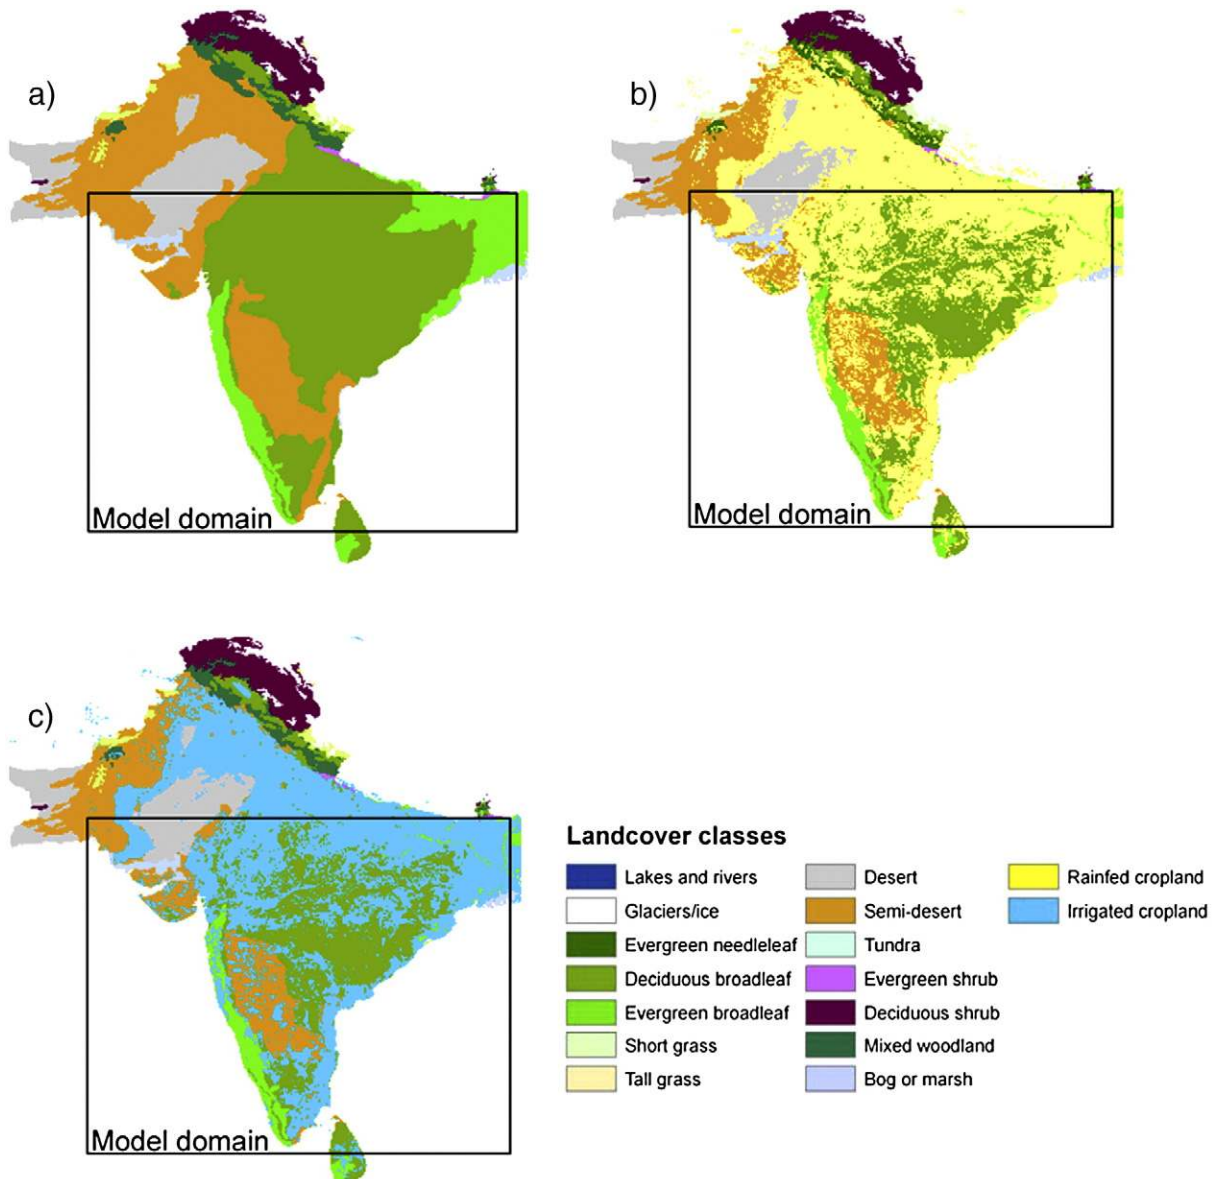 a)
b)
Model domain
Model domain
c)
Model domain
Landcover classes
Lakes and rivers
Glaciers/ice
Evergreen needleleaf
Deciduous broadleaf
Evergreen broadleaf
Short grass
Tall grass
Desert
Semi-desert
Tundra
Evergreen shrub
Deciduous shrub
Mixed woodland
Bog or marsh
Rainfed cropland
Irrigated cropland